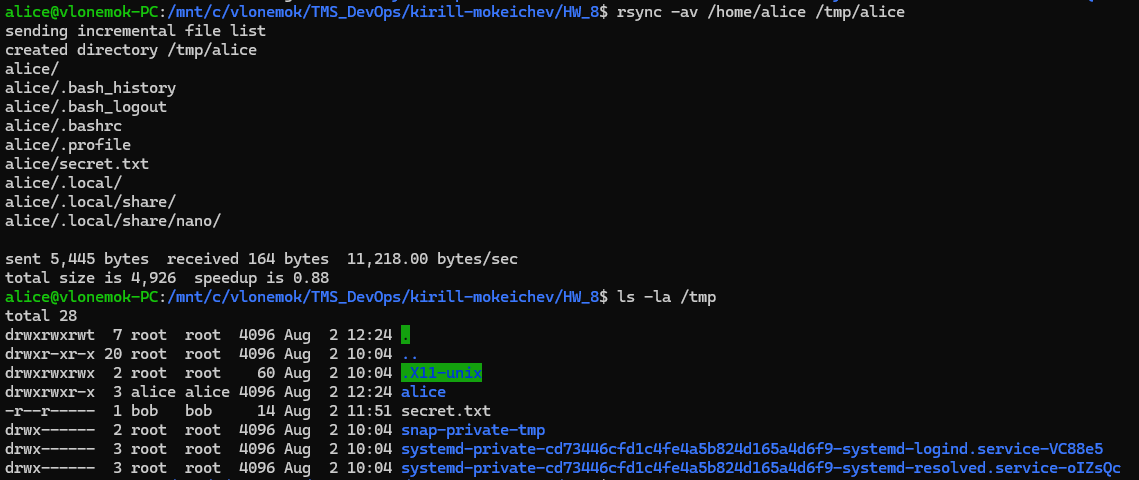 alice@vlonemok-PC:/mnt/c/vlonemok/TMS_DevOps/kirill-mokeichev/HW_8$ rsync -av /home/alice /tmp/alice
sending incremental file list
created directory /tmp/alice
alice/
alice/.bash_history
alice/.bash_logout
alice/.bashrc
alice/.profile
alice/secret.txt
alice/.local/
alice/.local/share/
alice/.local/share/nano/

sent 5,445 bytes  received 164 bytes  11,218.00 bytes/sec
total size is 4,926  speedup is 0.88
alice@vlonemok-PC:/mnt/c/vlonemok/TMS_DevOps/kirill-mokeichev/HW_8$ ls -la /tmp
total 28
drwxrwxrwt  7 root  root  4096 Aug  2 12:24 .
drwxr-xr-x 20 root  root  4096 Aug  2 10:04 ..
drwxrwxrwx  2 root  root    60 Aug  2 10:04 .X11-unix
drwxrwxr-x  3 alice alice 4096 Aug  2 12:24 alice
-r--r-----  1 bob   bob     14 Aug  2 11:51 secret.txt
drwx------  2 root  root  4096 Aug  2 10:04 snap-private-tmp
drwx------  3 root  root  4096 Aug  2 10:04 systemd-private-cd73446cfd1c4fe4a5b824d165a4d6f9-systemd-logind.service-VC88e5
drwx------  3 root  root  4096 Aug  2 10:04 systemd-private-cd73446cfd1c4fe4a5b824d165a4d6f9-systemd-resolved.service-oIZsQc